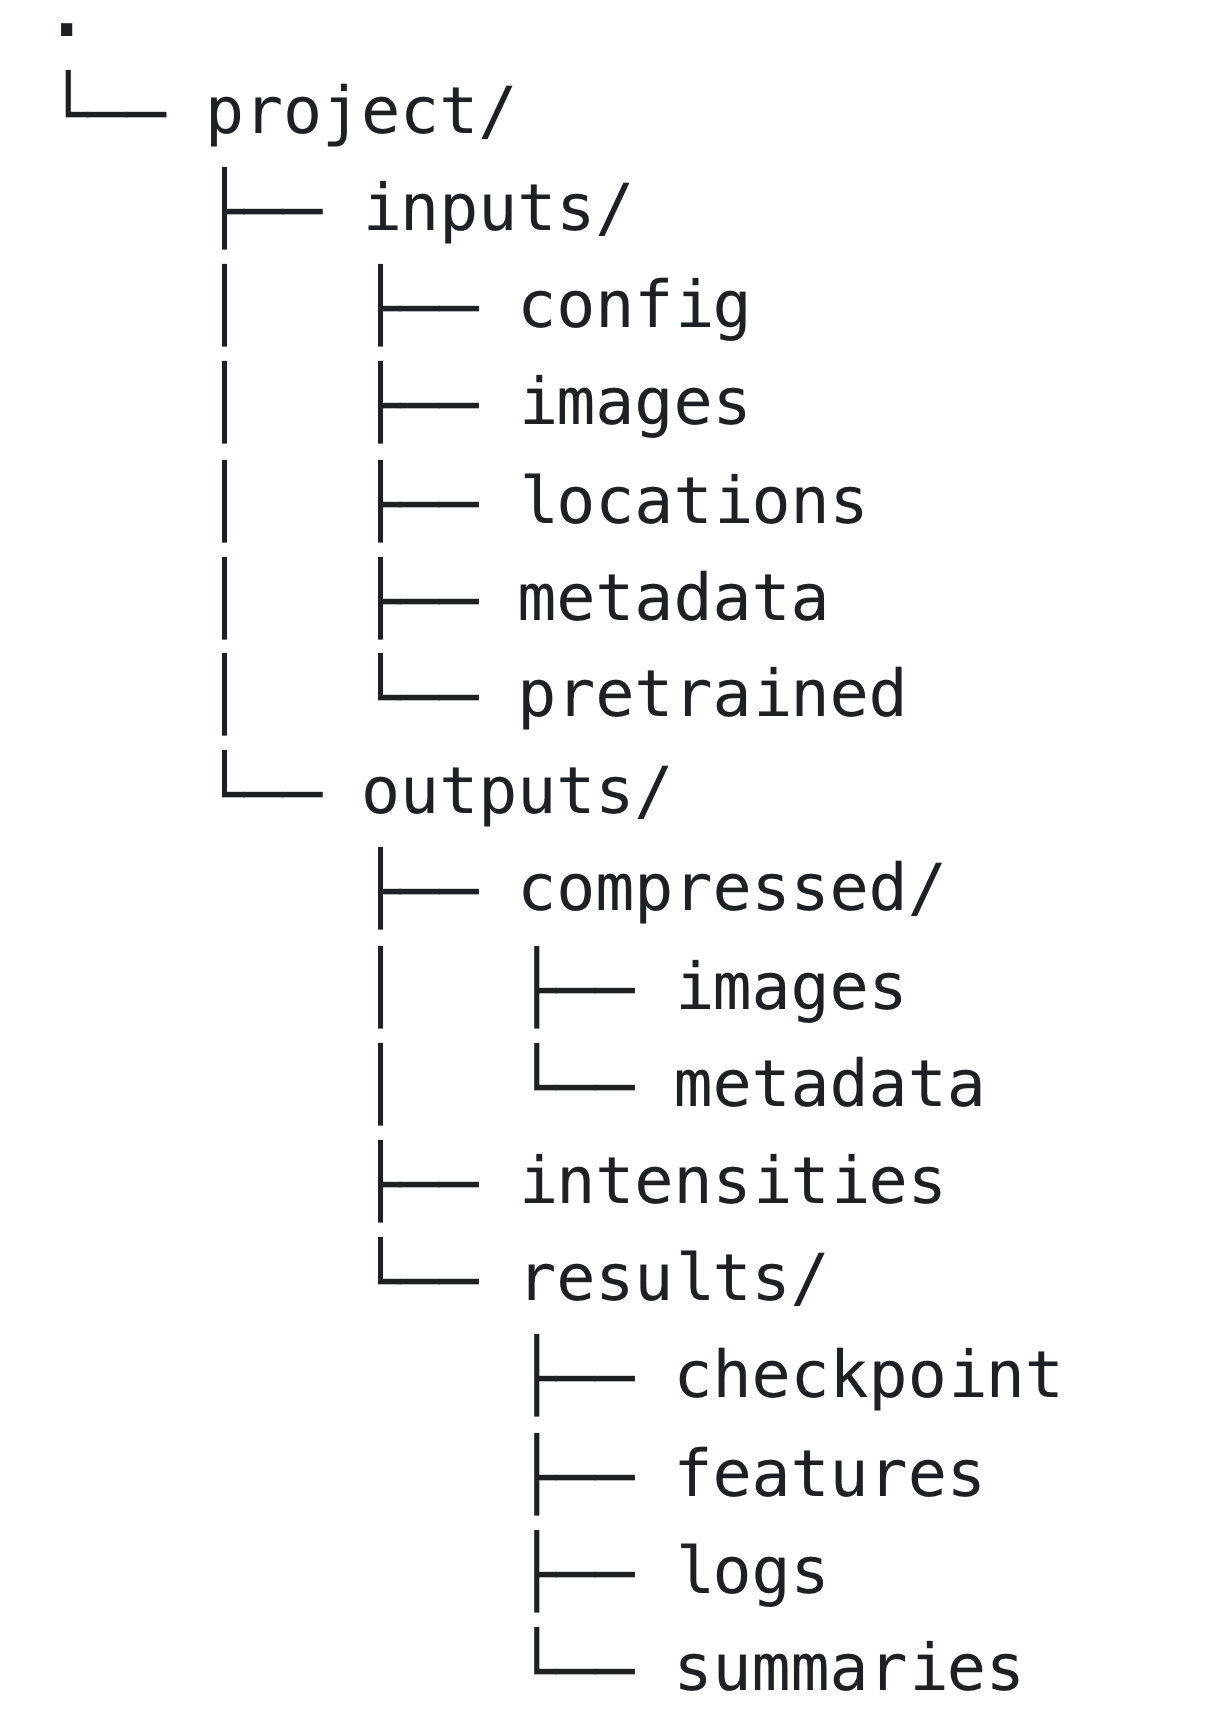 .
└── project/
    ├── inputs/
    │   ├── config
    │   ├── images
    │   ├── locations
    │   ├── metadata
    │   └── pretrained
    └── outputs/
        ├── compressed/
        │   ├── images
        │   └── metadata
        ├── intensities
        └── results/
            ├── checkpoint
            ├── features
            ├── logs
            └── summaries